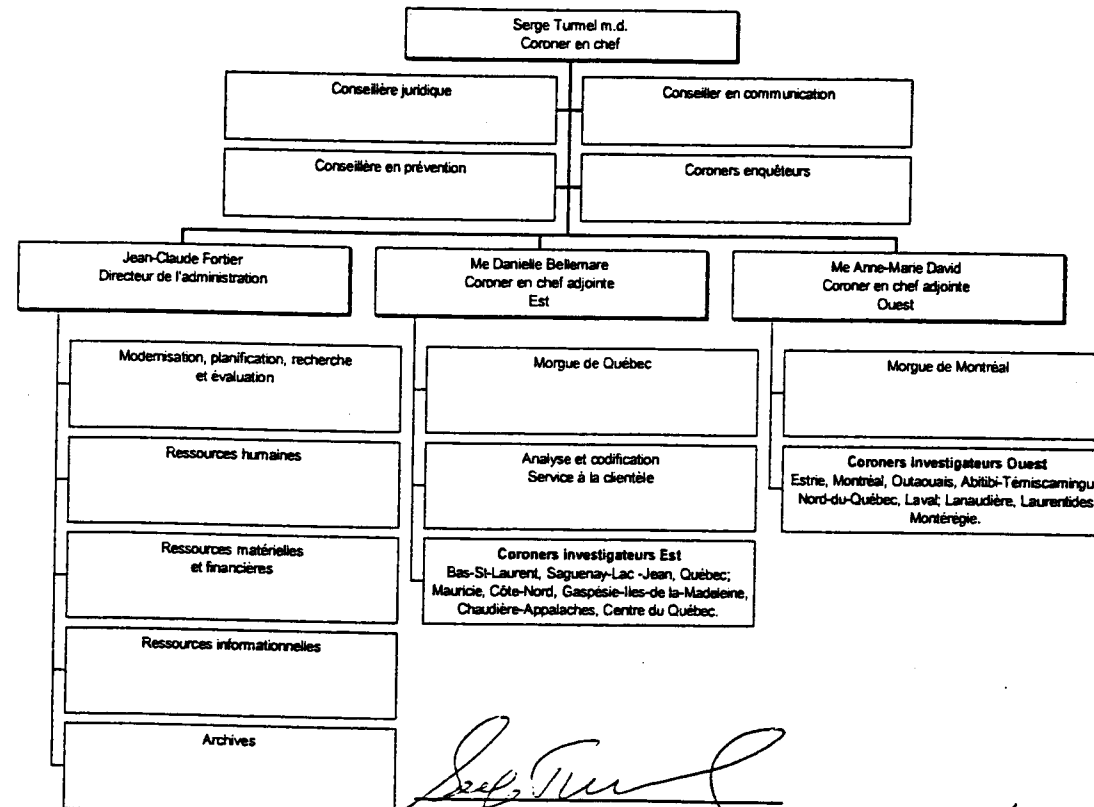 Serge Turmel m.d.
Coroner en chef
Conseillère juridique
Conseiller en communication
Conseillère en prévention
Coroners enquêteurs
Jean-Claude Fortier
Directeur de l'administration
Me Danielle Bellemare
Coroner en chef adjointe
Est
Me Anne-Marie David
Coroner en chef adjointe
Ouest
Modernisation, planification, recherche
et évaluation
Ressources humaines
Ressources matérielles
et financières
Ressources informationnelles
Archives
Morgue de Québec
Analyse et codification
Service à la clientèle
Coroners investigateurs Est
Bas-St-Laurent, Saguenay-Lac -Jean, Québec;
Mauricie, Côte-Nord, Gaspésie-Iles-de la-Madeleine,
Chaudière-Appalaches, Centre du Québec.
Morgue de Montréal
Coroners investigateurs Ouest
Estrie, Montréal, Outaouais, Abitibi-Témiscamingu
Nord-du-Québec, Laval; Lanaudière, Laurentides
Montérégie.